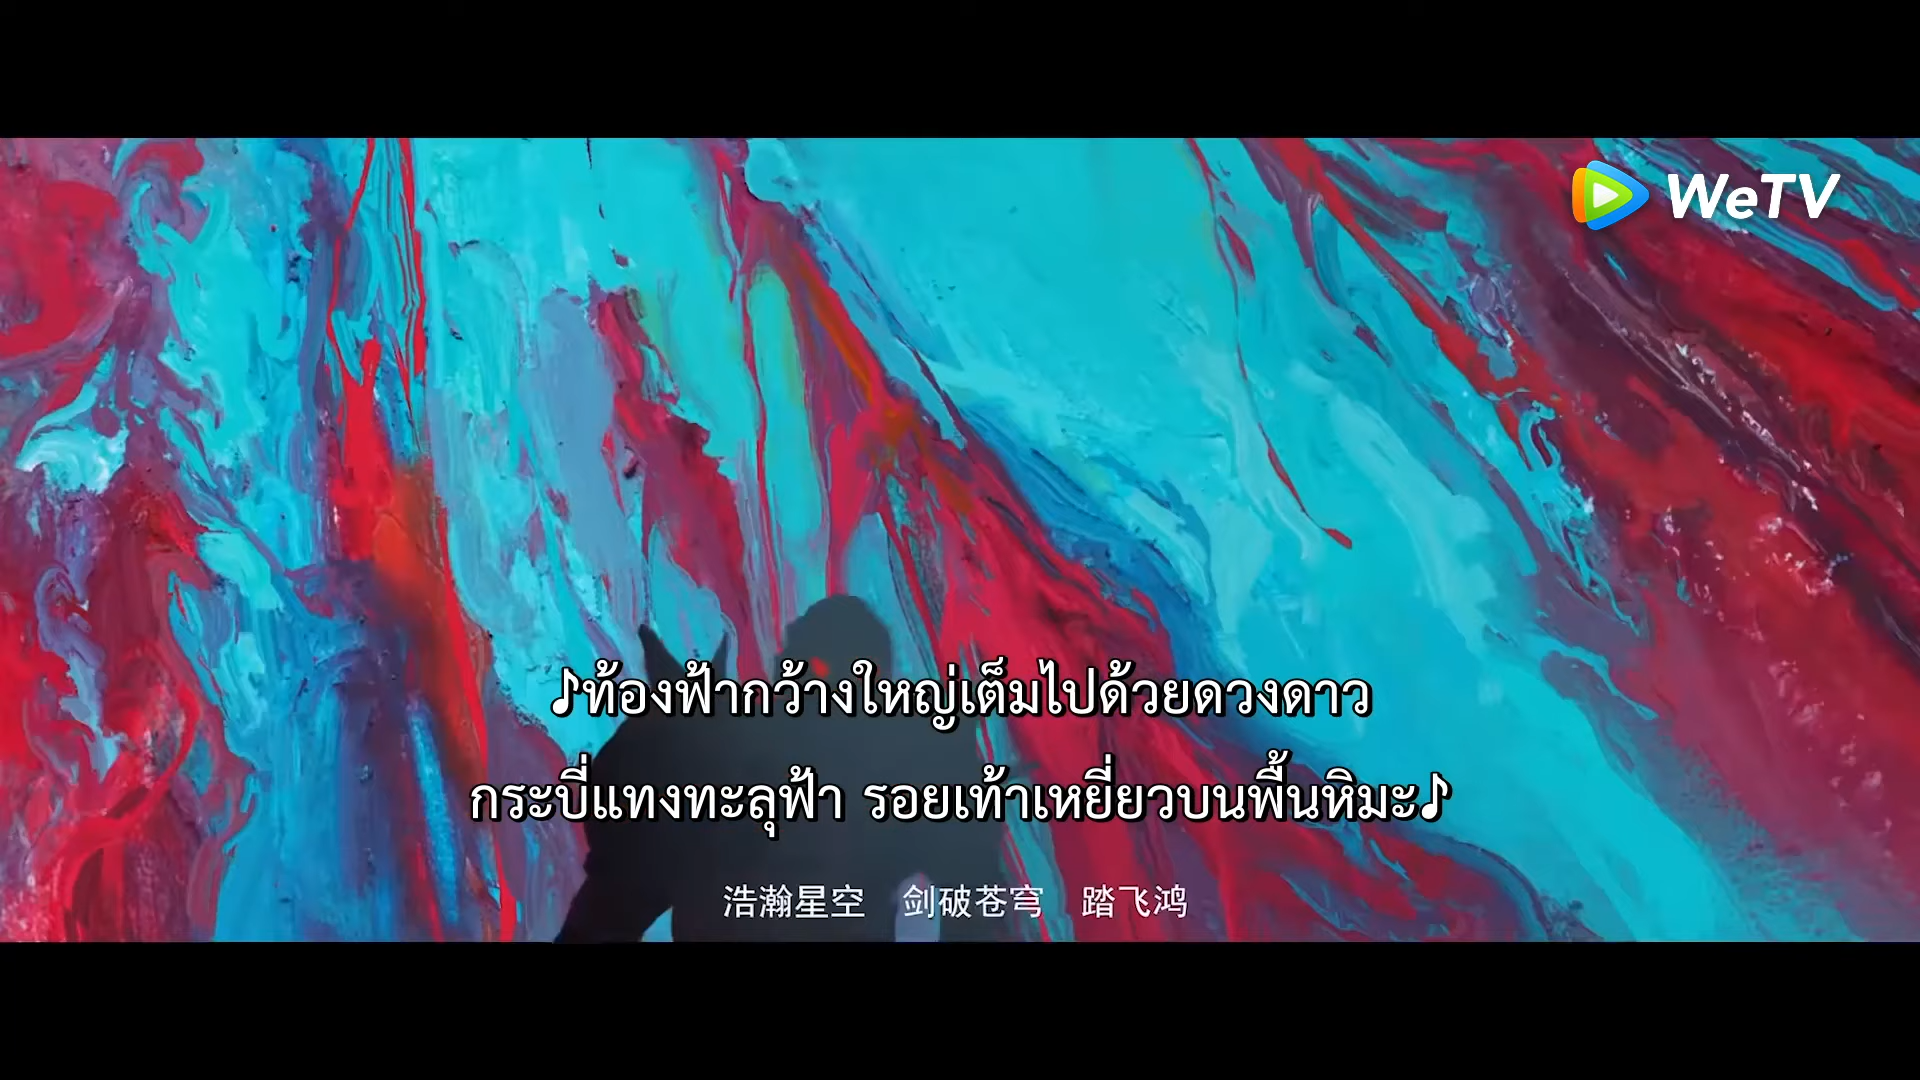 WeTV
♪ท้องฟ้ากว้างใหญ่เต็มไปด้วยดวงดาว
กระบี่แทงทะลุฟ้า รอยเท้าเหยี่ยวบนพื้นหิมะ♪
浩瀚星空 剑破苍穹 踏飞鸿